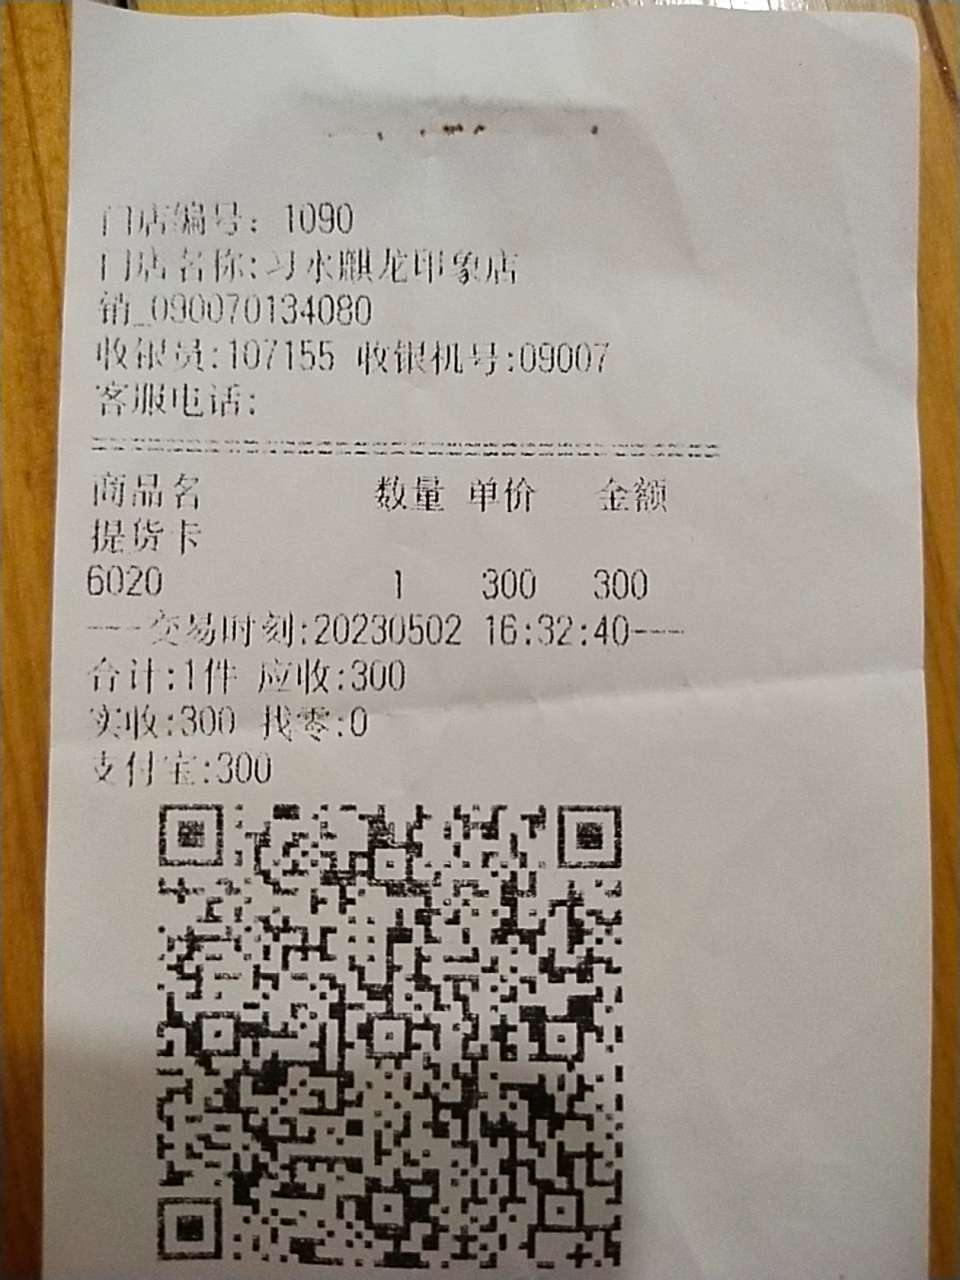 门店编号: 1090
门店名称:习水麒龙印象店
销_090070134080
收银员:107155 收银机号:09007
客服电话:
商品名 数量 单价 金额
提货卡
6020 1 300 300
---交易时刻:20230502 16:32:40---
合计:1件 应收:300
实收:300 找零:0
支付宝:300